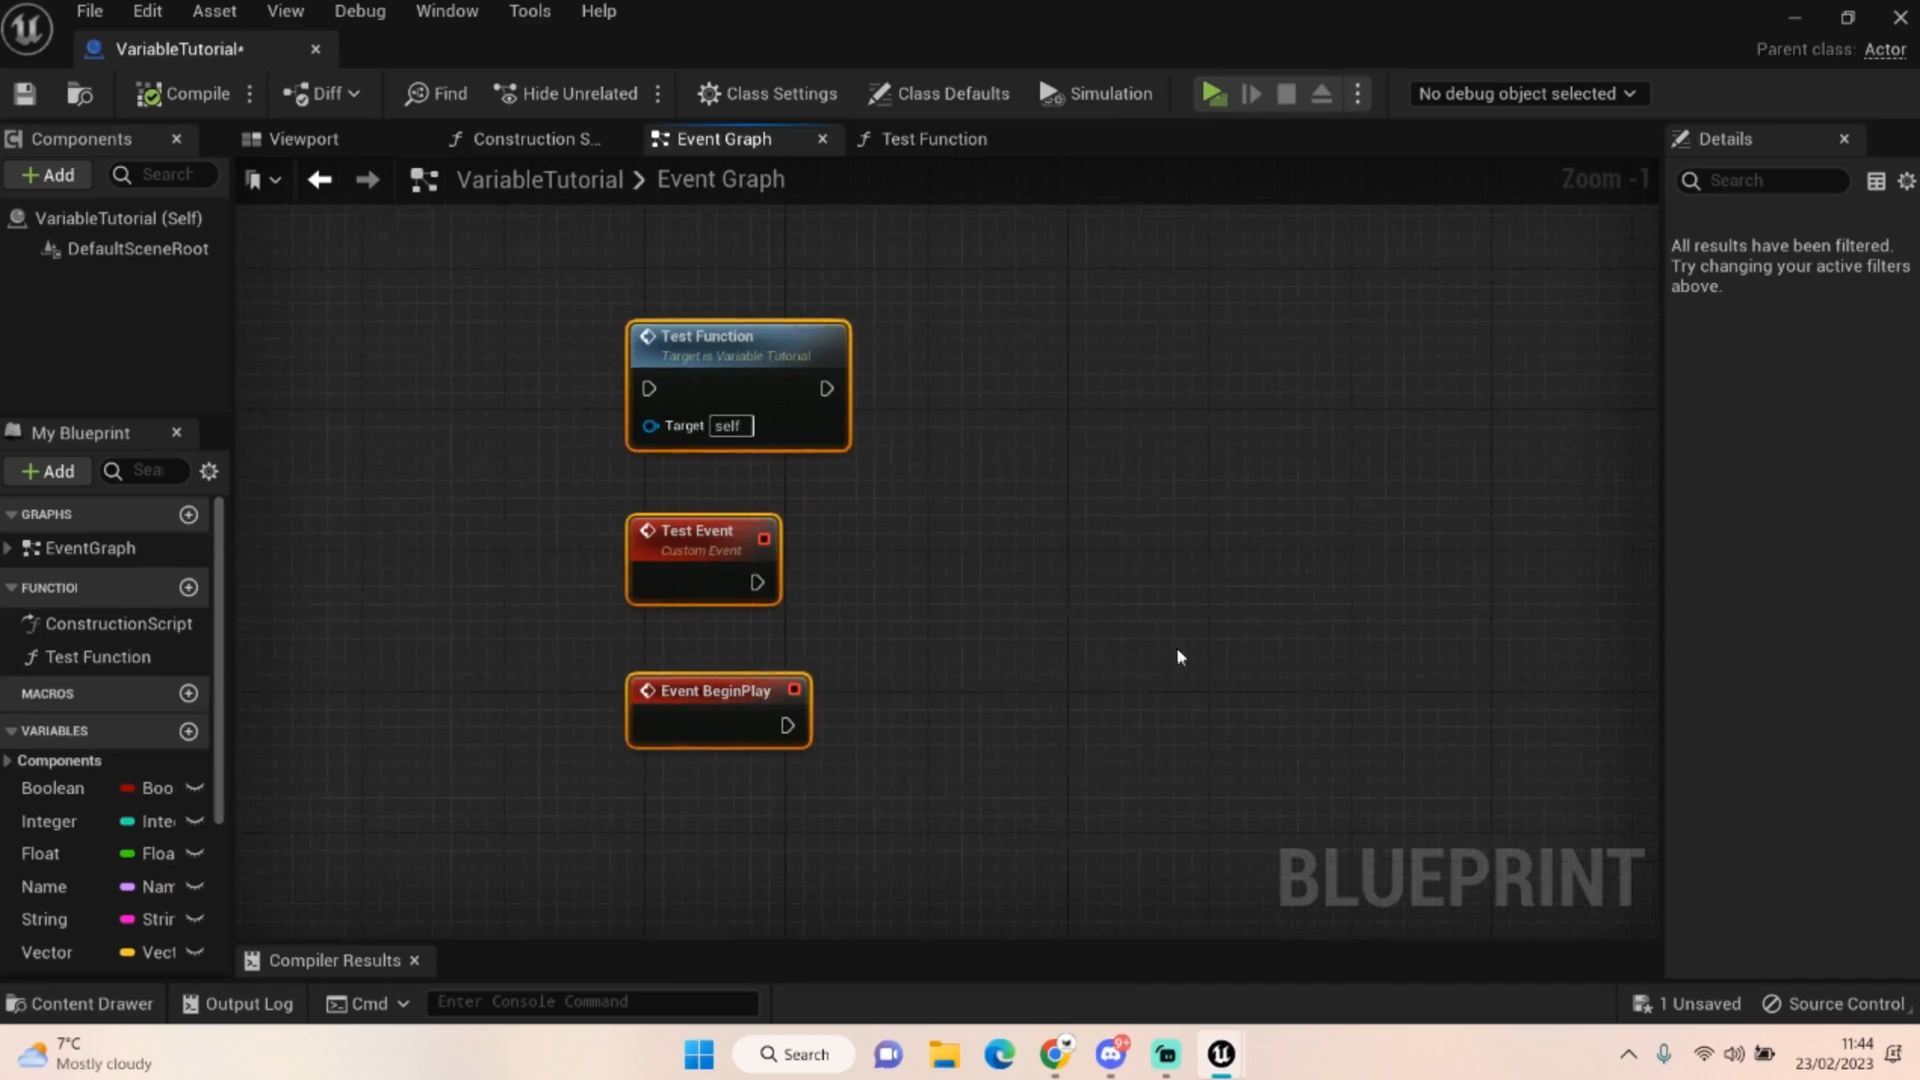 File Edit Asset View Debug Window Tools Help
VariableTutorial*
Parent class: Actor
Compile Diff Find Hide Unrelated Class Settings Class Defaults Simulation No debug object selected
Components Viewport Construction S... Event Graph Test Function Details
Add Search VariableTutorial Event Graph Zoom -1 Search
VariableTutorial (Self)
DefaultSceneRoot
All results have been filtered.
Try changing your active filters
above.
Test Function
Target is Variable Tutorial
Target self
Test Event
Custom Event
Event BeginPlay
My Blueprint
Add Sea
GRAPHS
EventGraph
FUNCTIOI
ConstructionScript
Test Function
MACROS
VARIABLES
Components
Boolean Boo
Integer Inte
Float Floa
Name Nam
String Strir
Vector Vect
BLUEPRINT
Compiler Results
Content Drawer Output Log Cmd Enter Console Command 1 Unsaved Source Control
7°C
Mostly cloudy
Search
9+
11:44
23/02/2023